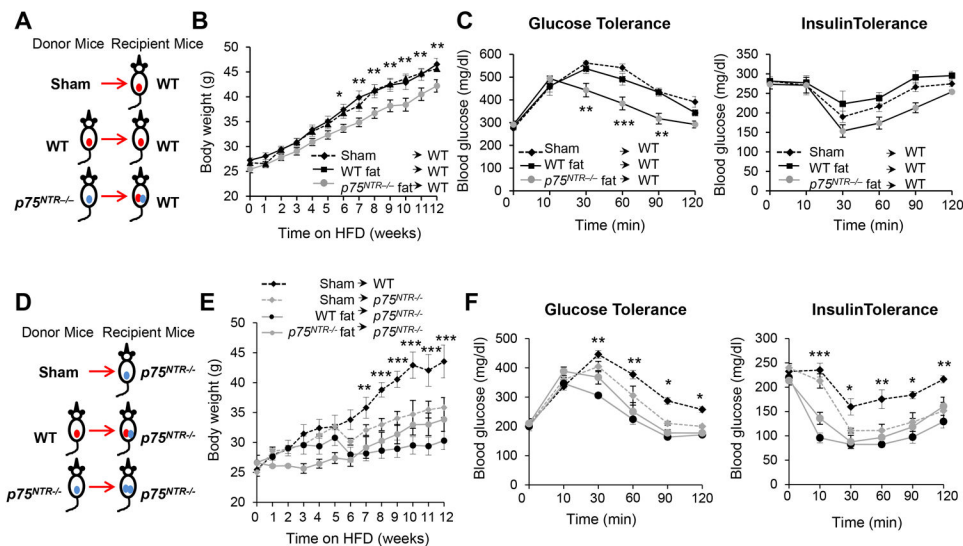 A
Donor Mice Recipient Mice
Sham WT
WT WT
p75NTR-/- WT
B
Body weight (g)
50
45
40
35
30
25
20
** ** ** ** ** ** *
Sham WT
WT fat WT
p75NTR-/- fat WT
0 1 2 3 4 5 6 7 8 9 10 11 12
Time on HFD (weeks)
C
Glucose Tolerance
Blood glucose (mg/dl)
600
500
400
300
200
100
0
** *** **
Sham WT
WT fat WT
p75NTR-/- fat WT
0 10 30 60 90 120
Time (min)
InsulinTolerance
Blood glucose (mg/dl)
350
300
250
200
150
100
50
0
Sham WT
WT fat WT
p75NTR-/- fat WT
0 10 30 60 90 120
Time (min)
D
Donor Mice Recipient Mice
Sham p75NTR-/-
WT p75NTR-/-
p75NTR-/- p75NTR-/-
E
Sham WT
Sham p75NTR-/-
WT fat p75NTR-/-
p75NTR-/- fat p75NTR-/-
Body weight (g)
50
45
40
35
30
25
20
** *** *** *** *** ***
0 1 2 3 4 5 6 7 8 9 10 11 12
Time on HFD (weeks)
F
Glucose Tolerance
Blood glucose (mg/dl)
500
400
300
200
100
0
** ** * *
0 10 30 60 90 120
Time (min)
InsulinTolerance
Blood glucose (mg/dl)
300
250
200
150
100
50
0
*** * ** * **
0 10 30 60 90 120
Time (min)